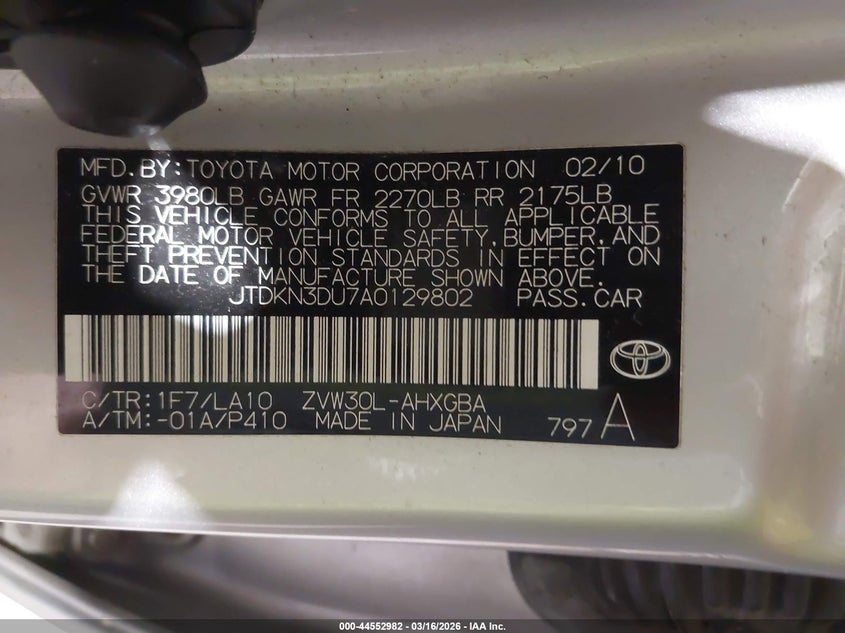 MFD.BY:TOYOTA MOTOR CORPORATION 02/10
GVWR 3980LB GAWR FR 2270LB RR 2175LB
THIS VEHICLE CONFORMS TO ALL APPLICABLE
FEDERAL MOTOR VEHICLE SAFETY,BUMPER,AND
THEFT PREVENTION STANDARDS IN EFFECT ON
THE DATE OF MANUFACTURE SHOWN ABOVE.
JTDKN3DU7A0129802 PASS.CAR
C/TR:1F7/LA10 ZVW30L-AHXGBA
A/TM:-01A/P410 MADE IN JAPAN 797 A
000-44552982 - 03/16/2026 - IAA Inc.